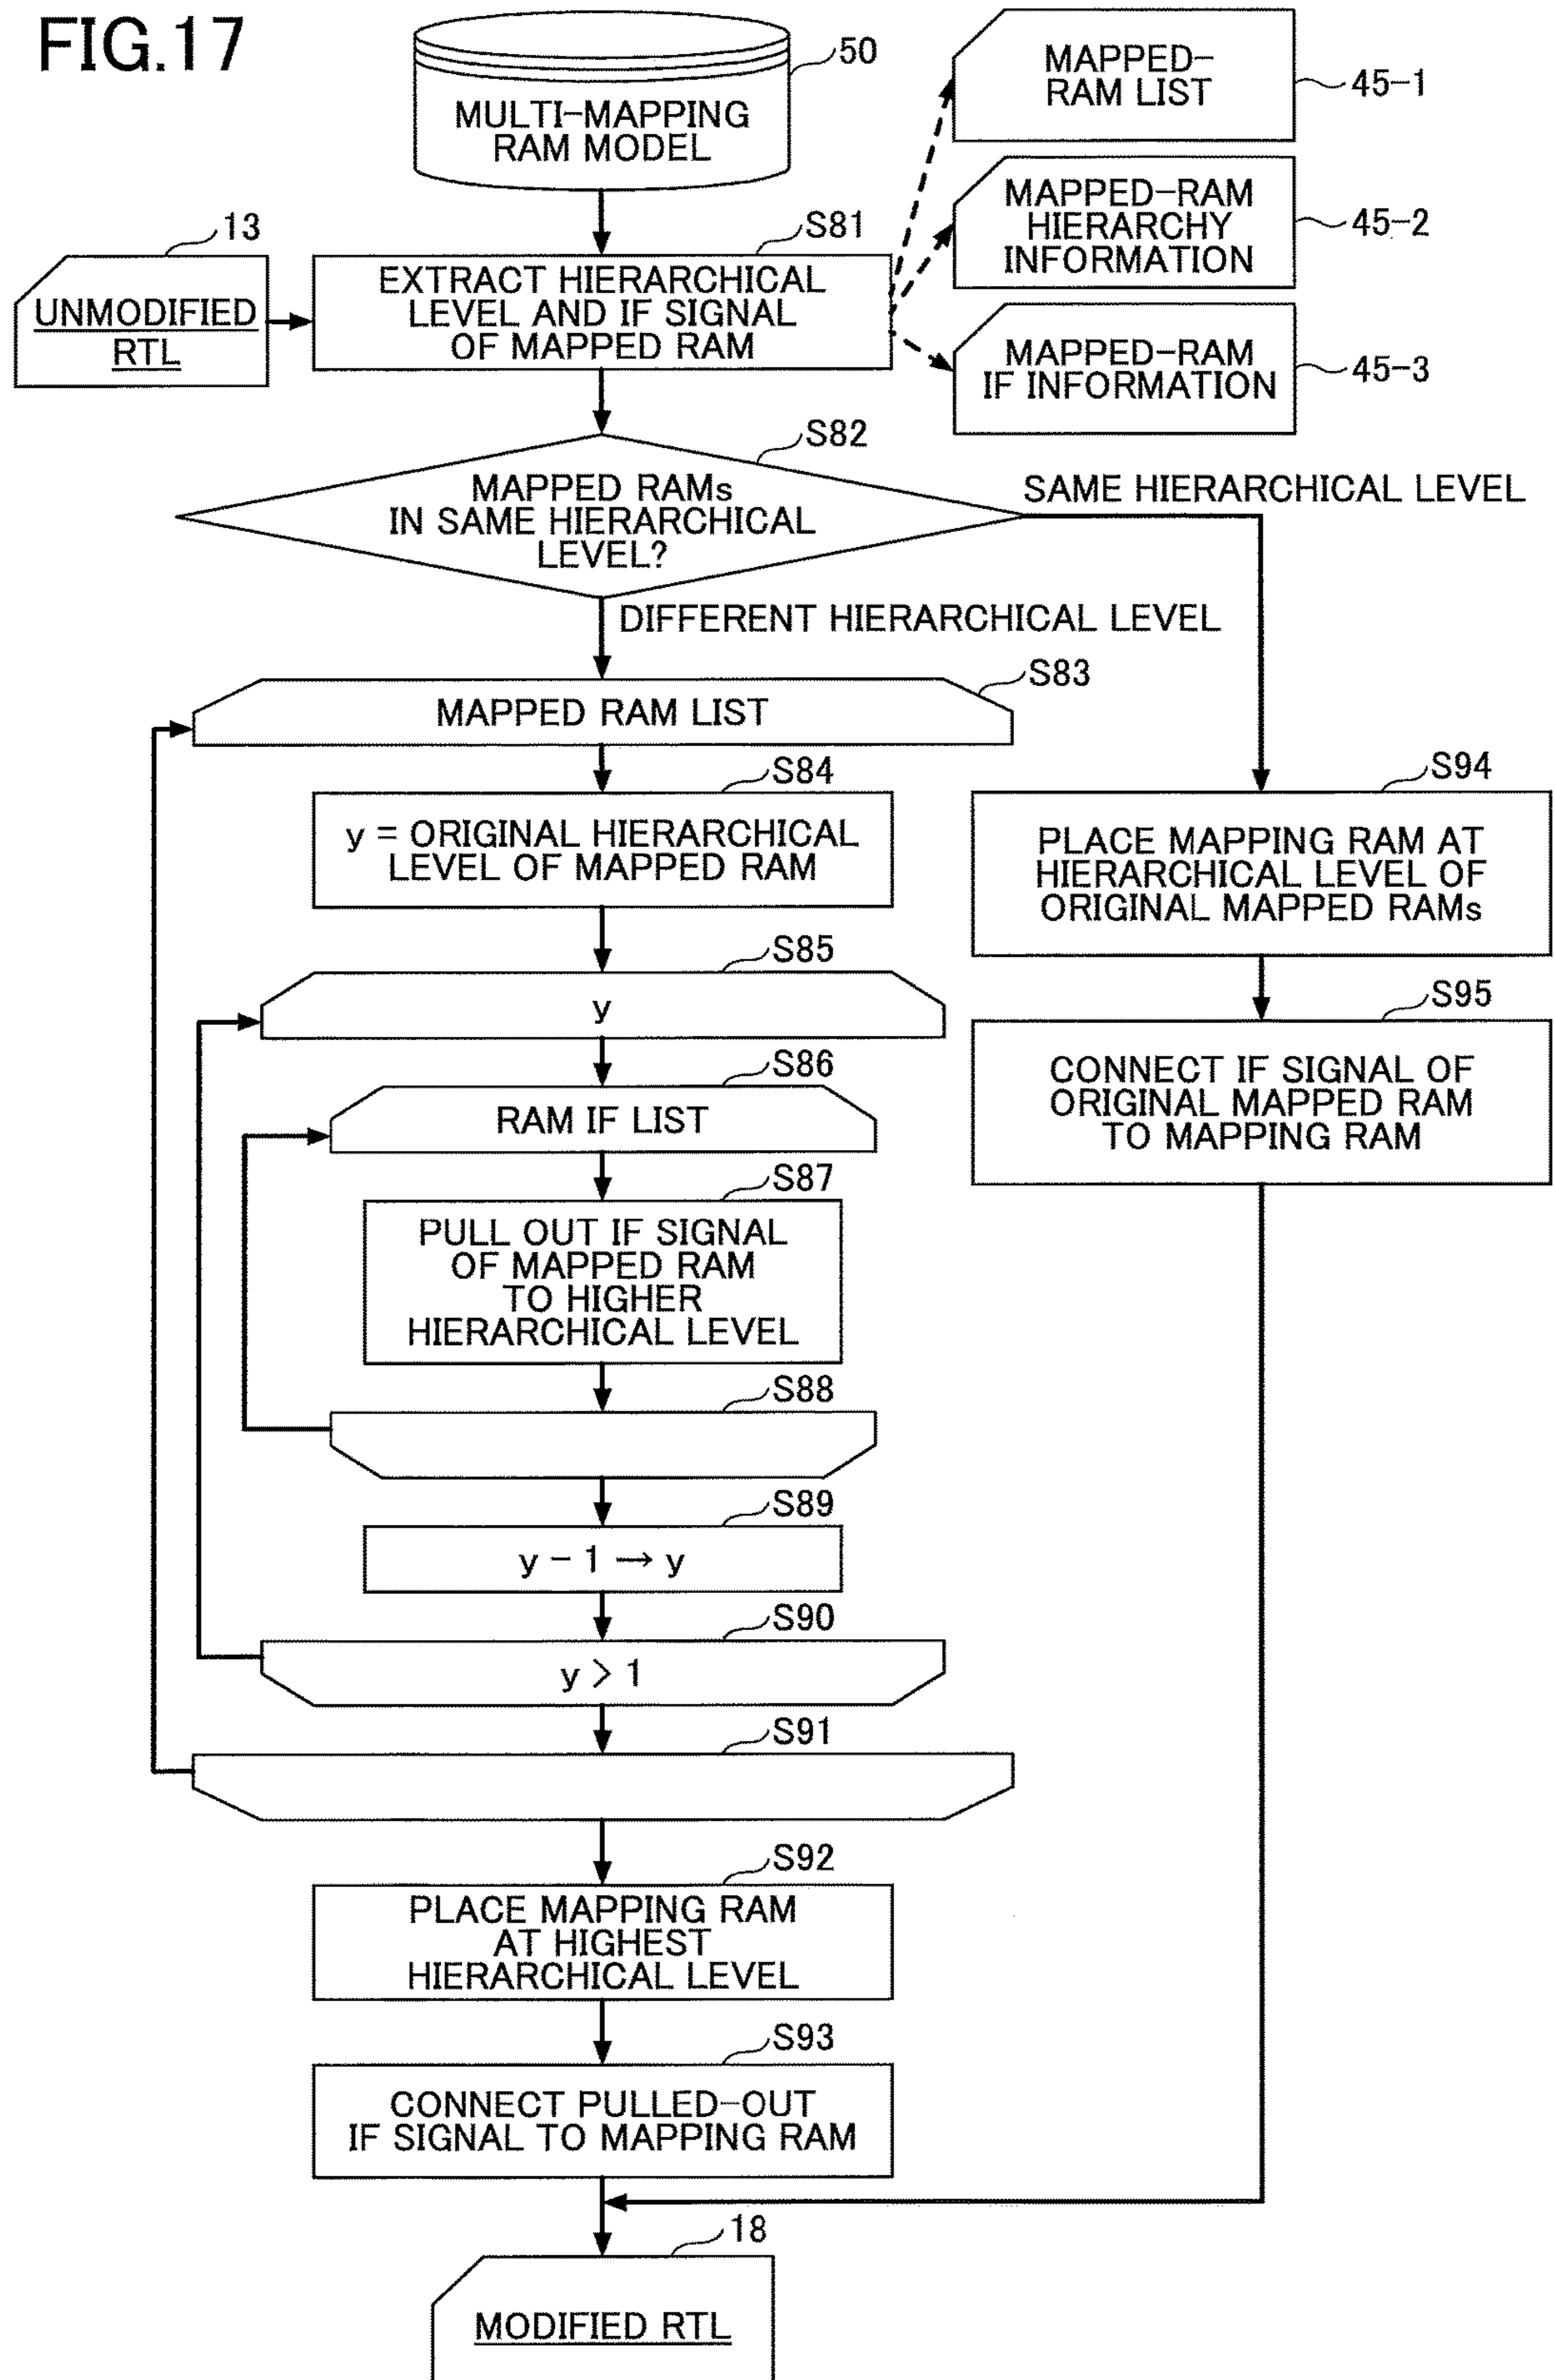 FIG.17
50
MULTI-MAPPING
RAM MODEL
MAPPED-
RAM LIST
45-1
MAPPED-RAM
HIERARCHY
INFORMATION
45-2
MAPPED-RAM
IF INFORMATION
45-3
13
UNMODIFIED
RTL
S81
EXTRACT HIERARCHICAL
LEVEL AND IF SIGNAL
OF MAPPED RAM
S82
MAPPED RAMs
IN SAME HIERARCHICAL
LEVEL?
SAME HIERARCHICAL LEVEL
DIFFERENT HIERARCHICAL LEVEL
S83
MAPPED RAM LIST
S84
y = ORIGINAL HIERARCHICAL
LEVEL OF MAPPED RAM
S85
y
S86
RAM IF LIST
S87
PULL OUT IF SIGNAL
OF MAPPED RAM
TO HIGHER
HIERARCHICAL LEVEL
S88
S89
y - 1 → y
S90
y > 1
S91
S92
PLACE MAPPING RAM
AT HIGHEST
HIERARCHICAL LEVEL
S93
CONNECT PULLED-OUT
IF SIGNAL TO MAPPING RAM
S94
PLACE MAPPING RAM AT
HIERARCHICAL LEVEL OF
ORIGINAL MAPPED RAMs
S95
CONNECT IF SIGNAL OF
ORIGINAL MAPPED RAM
TO MAPPING RAM
18
MODIFIED RTL